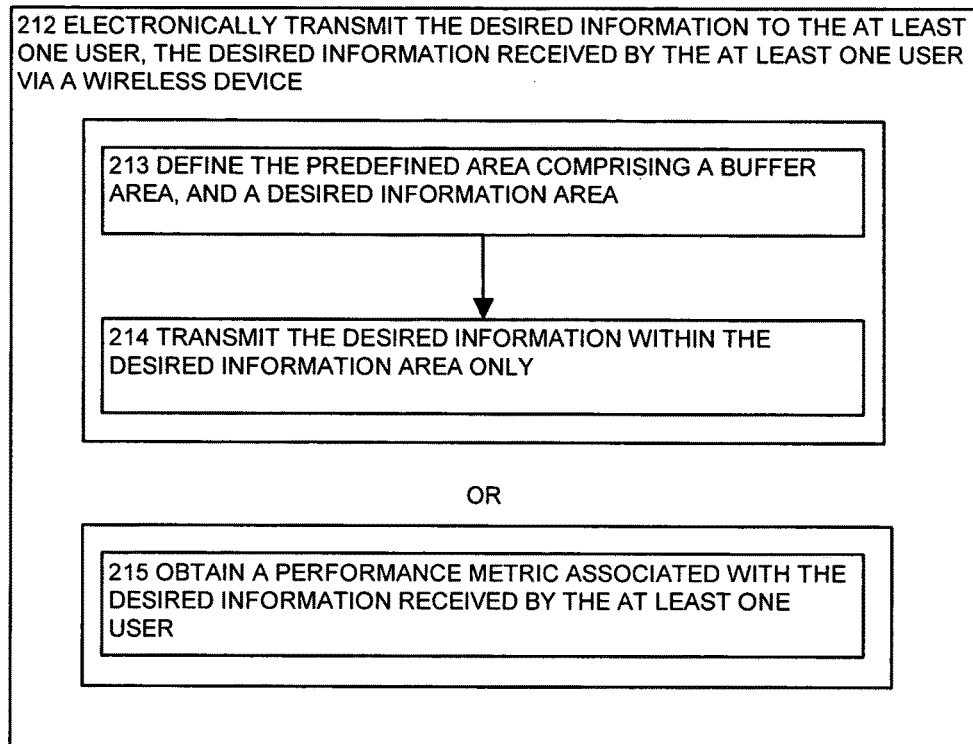 212 ELECTRONICALLY TRANSMIT THE DESIRED INFORMATION TO THE AT LEAST
ONE USER, THE DESIRED INFORMATION RECEIVED BY THE AT LEAST ONE USER
VIA A WIRELESS DEVICE
213 DEFINE THE PREDEFINED AREA COMPRISING A BUFFER
AREA, AND A DESIRED INFORMATION AREA
214 TRANSMIT THE DESIRED INFORMATION WITHIN THE
DESIRED INFORMATION AREA ONLY
OR
215 OBTAIN A PERFORMANCE METRIC ASSOCIATED WITH THE
DESIRED INFORMATION RECEIVED BY THE AT LEAST ONE
USER